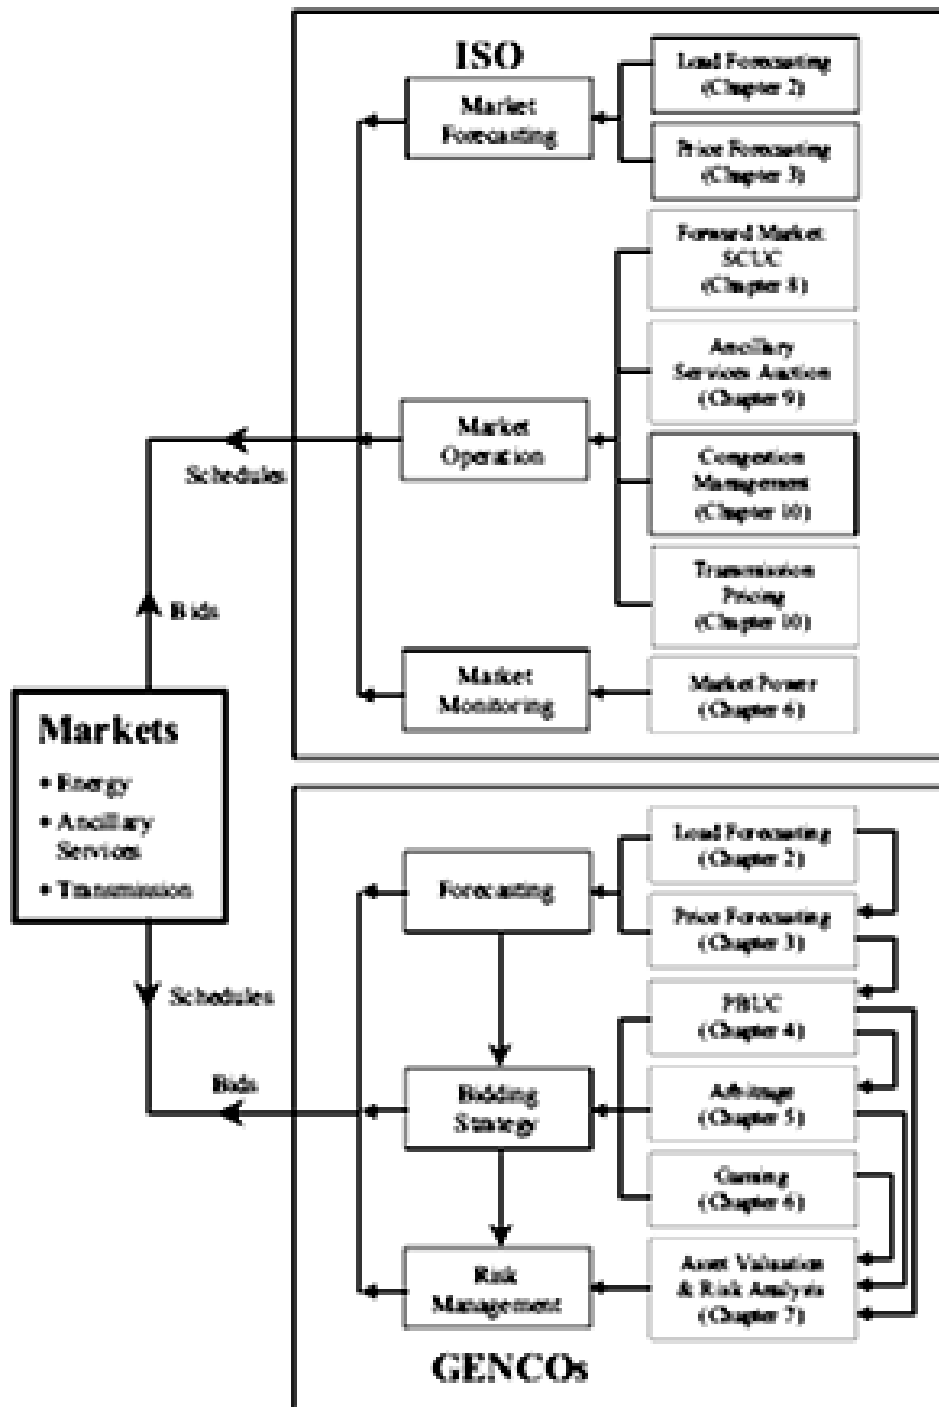 ISO
Market
Forecasting
Load Forecasting
(Chapter 2)
Price Forecasting
(Chapter 3)
Forward Market
SCUC
(Chapter 8)
Ancillary
Services Auction
(Chapter 9)
Market
Operation
Congestion
Management
(Chapter 10)
Transmission
Pricing
(Chapter 10)
Market
Monitoring
Market Power
(Chapter 6)
Schedules
Bids
Markets
• Energy
• Ancillary
Services
• Transmission
Schedules
Bids
Forecasting
Load Forecasting
(Chapter 2)
Price Forecasting
(Chapter 3)
PBUC
(Chapter 4)
Bidding
Strategy
Arbitrage
(Chapter 5)
Gaming
(Chapter 6)
Risk
Management
Asset Valuation
& Risk Analysis
(Chapter 7)
GENCOs